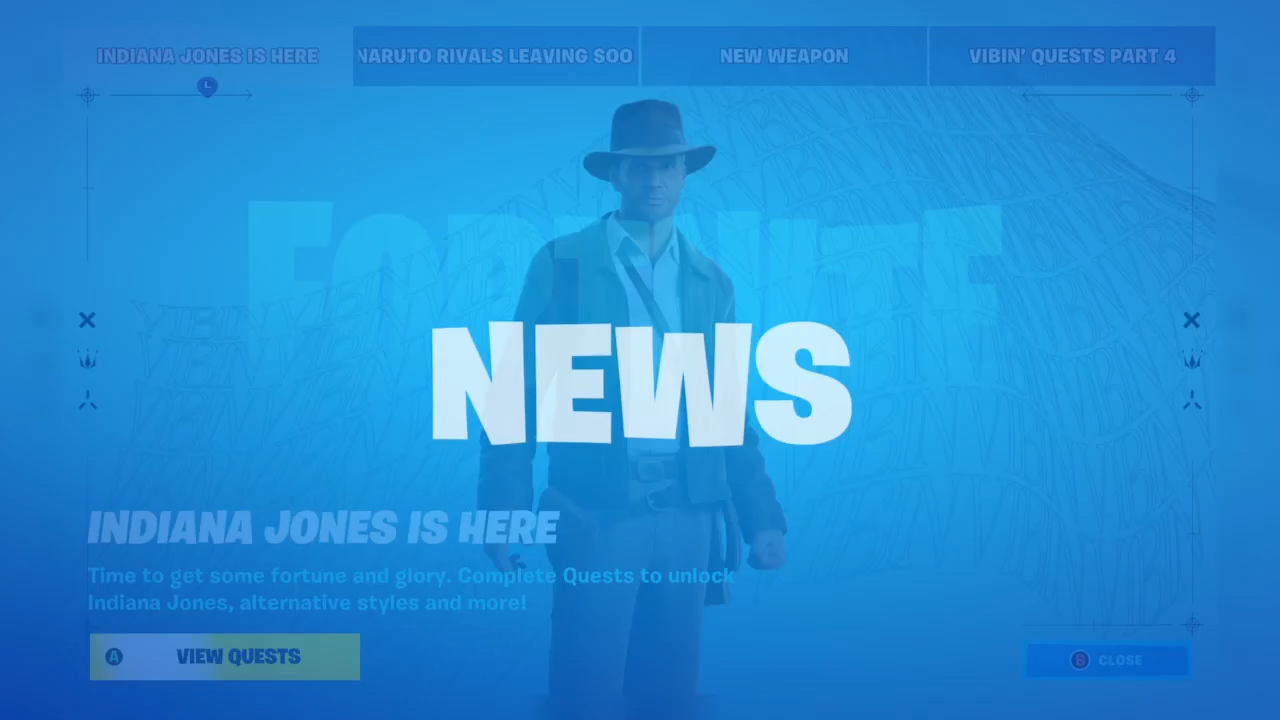 INDIANA JONES IS HERE
NARUTO RIVALS LEAVING SOO
NEW WEAPON
VIBIN' QUESTS PART 4
L
FORTNITE
NEWS
INDIANA JONES IS HERE
Time to get some fortune and glory. Complete Quests to unlock
Indiana Jones, alternative styles and more!
A VIEW QUESTS
B CLOSE